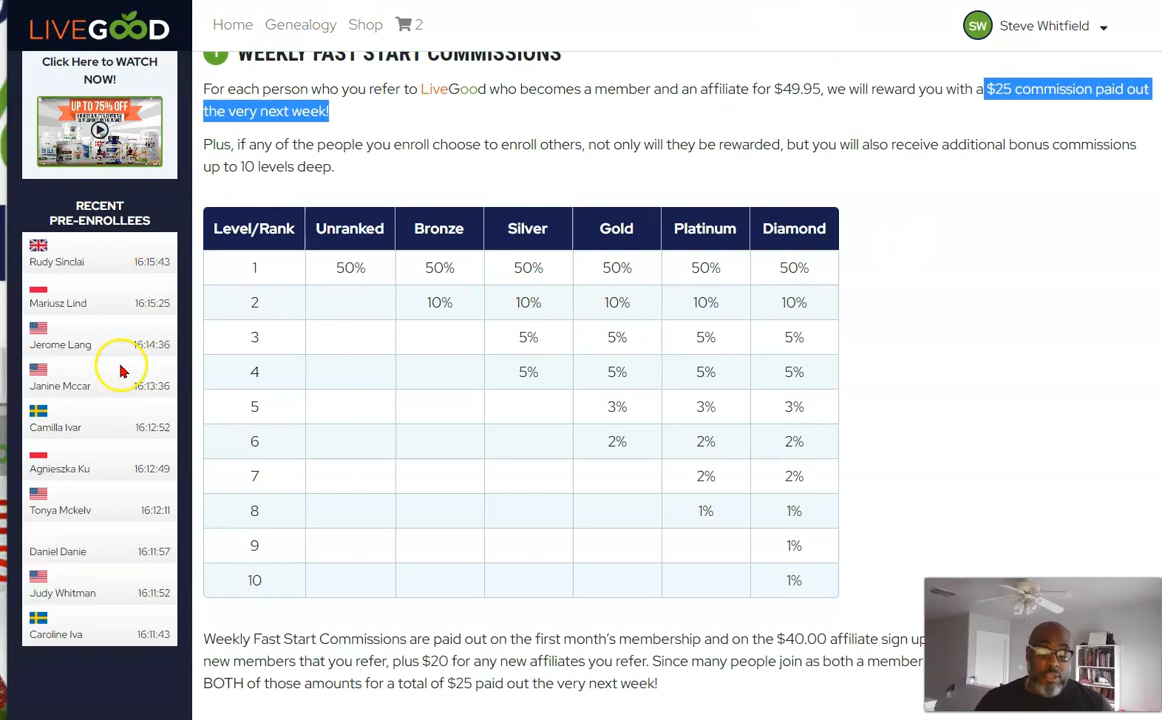 LIVEGOOD
Home Genealogy Shop 2
SW Steve Whitfield
Click Here to WATCH
NOW!
UP TO 75% OFF
RECENT
PRE-ENROLLEES
Rudy Sinclai 16:15:43
Mariusz Lind 16:15:25
Jerome Lang 16:14:36
Janine Mccar 16:13:36
Camilla Ivar 16:12:52
Agnieszka Ku 16:12:49
Tonya Mckelv 16:12:11
Daniel Danie 16:11:57
Judy Whitman 16:11:52
Caroline Iva 16:11:43
1 WEEKLY FAST START COMMISSIONS
For each person who you refer to LiveGood who becomes a member and an affiliate for $49.95, we will reward you with a $25 commission paid out
the very next week!
Plus, if any of the people you enroll choose to enroll others, not only will they be rewarded, but you will also receive additional bonus commissions
up to 10 levels deep.
Level/Rank Unranked Bronze Silver Gold Platinum Diamond
1 50% 50% 50% 50% 50% 50%
2 10% 10% 10% 10% 10%
3 5% 5% 5% 5%
4 5% 5% 5% 5%
5 3% 3% 3%
6 2% 2% 2%
7 2% 2%
8 1% 1%
9 1%
10 1%
Weekly Fast Start Commissions are paid out on the first month's membership and on the $40.00 affiliate sign up
new members that you refer, plus $20 for any new affiliates you refer. Since many people join as both a member
BOTH of those amounts for a total of $25 paid out the very next week!